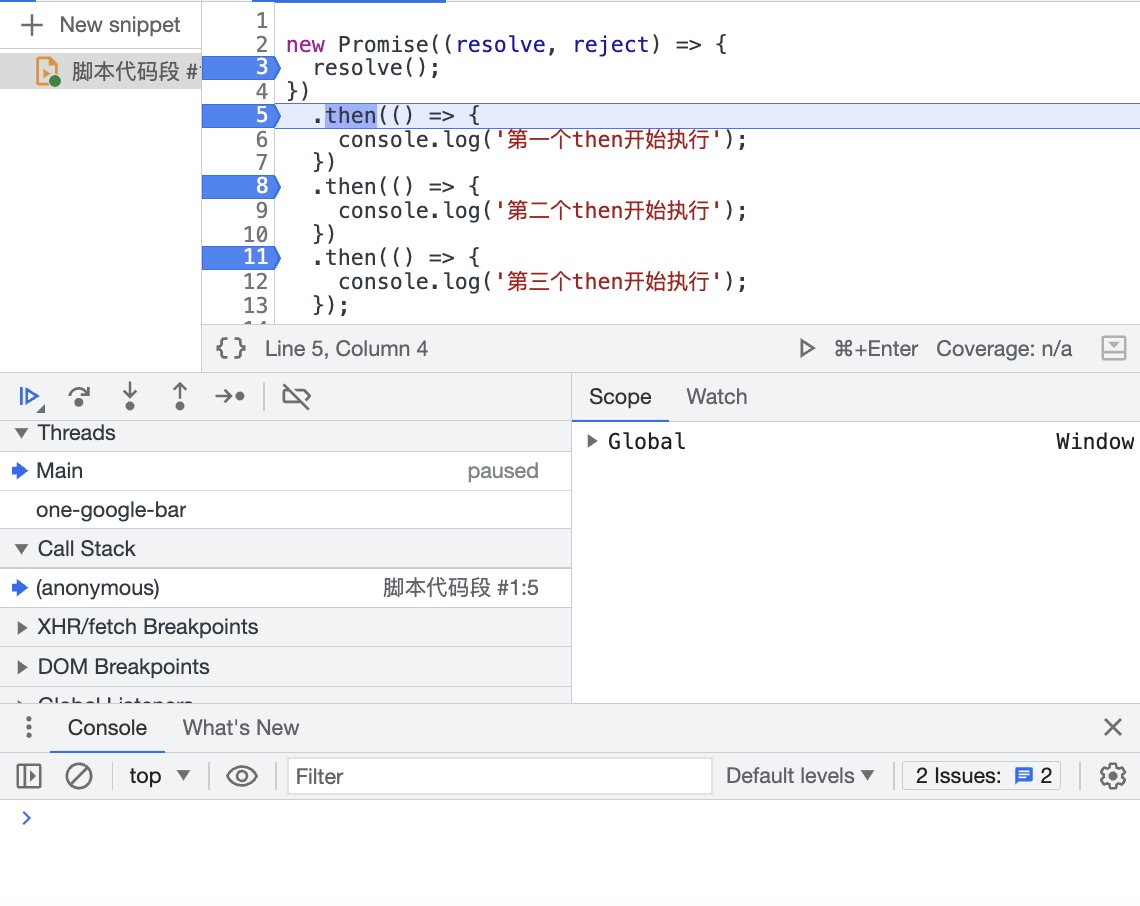 New snippet
脚本代码段 #
1
2 new Promise((resolve, reject) => {
3 resolve();
4 })
5 .then(() => {
6 console.log('第一个then开始执行');
7 })
8 .then(() => {
9 console.log('第二个then开始执行');
10 })
11 .then(() => {
12 console.log('第三个then开始执行');
13 });
{} Line 5, Column 4 ⌘+Enter Coverage: n/a
Scope Watch
Threads
Main paused
one-google-bar
Call Stack
(anonymous) 脚本代码段 #1:5
XHR/fetch Breakpoints
DOM Breakpoints
Global Listeners
Global Window
Console What's New
top Filter Default levels 2 Issues: 2